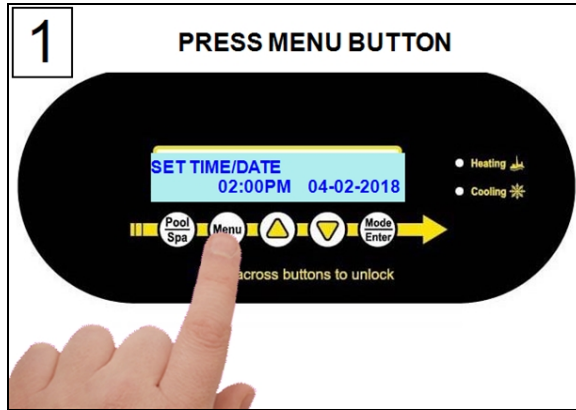 1
PRESS MENU BUTTON
SET TIME/DATE
02:00PM 04-02-2018
Heating
Cooling
Pool
Spa
Menu
Mode
Enter
across buttons to unlock